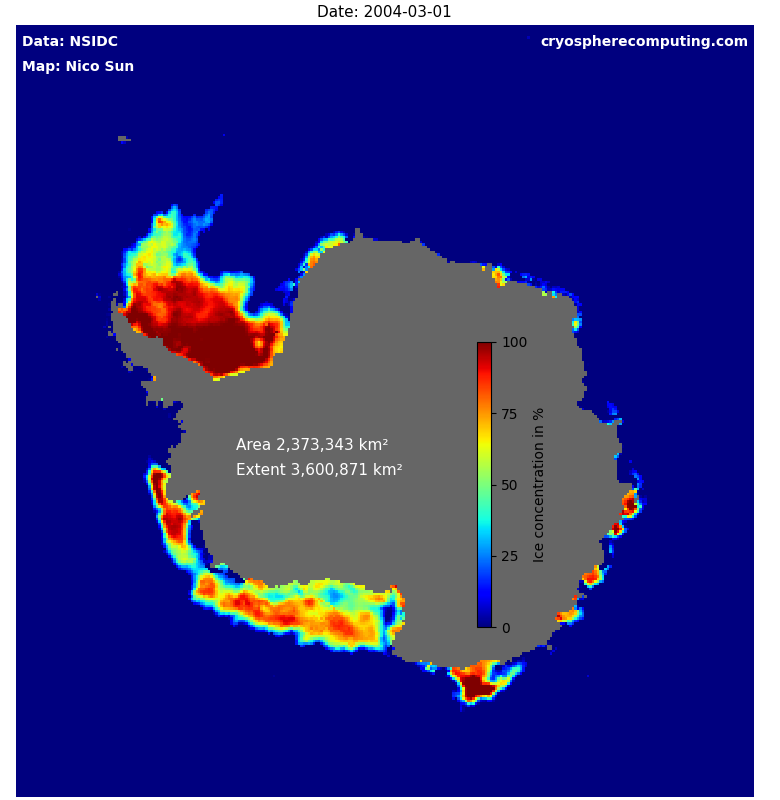 Date: 2004-03-01
Data: NSIDC
cryospherecomputing.com
Map: Nico Sun
Area 2,373,343 km²
Extent 3,600,871 km²
100
75
50
25
0
Ice concentration in %